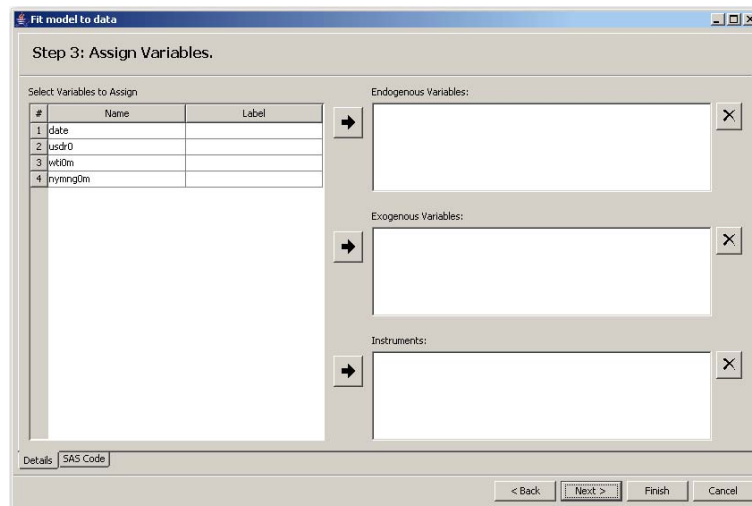 Fit model to data
Step 3: Assign Variables.
Select Variables to Assign
# Name Label
1 date
2 usdr0
3 wti0m
4 nymng0m
Endogenous Variables:
Exogenous Variables:
Instruments:
Details SAS Code
< Back Next > Finish Cancel